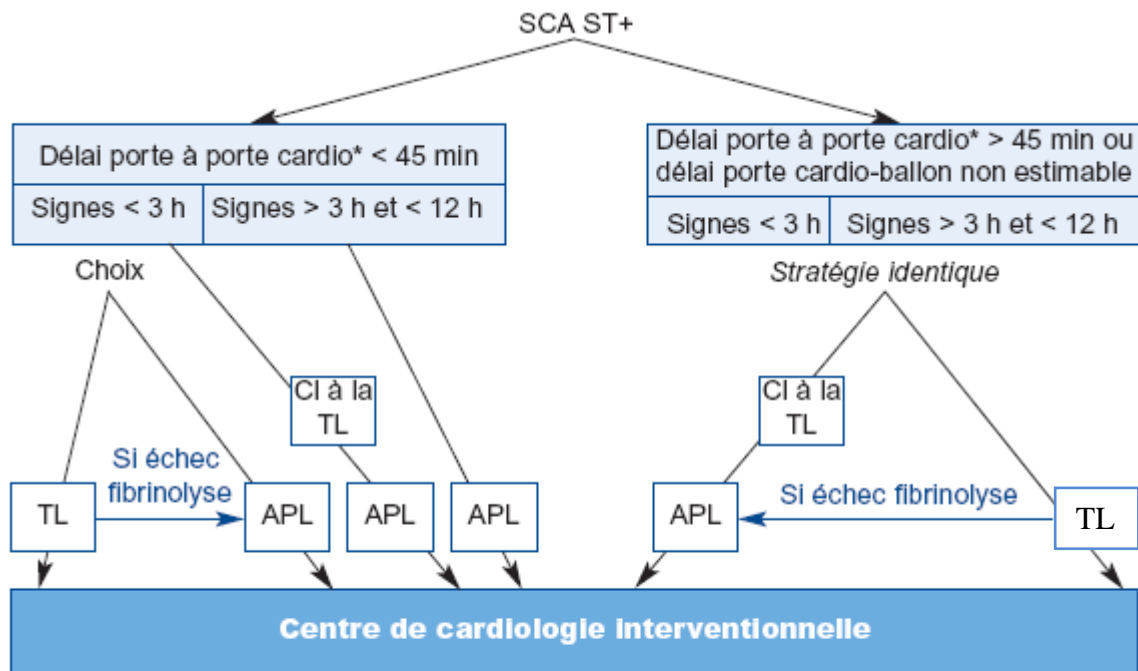 SCA ST+
Délai porte à porte cardio* < 45 min
Signes < 3 h
Signes > 3 h et < 12 h
Délai porte à porte cardio* > 45 min ou
délai porte cardio-ballon non estimable
Signes < 3 h
Signes > 3 h et < 12 h
Choix
Stratégie identique
CI à la
TL
CI à la
TL
Si échec
fibrinolyse
TL
APL
APL
APL
APL
Si échec fibrinolyse
TL
Centre de cardiologie interventionnelle